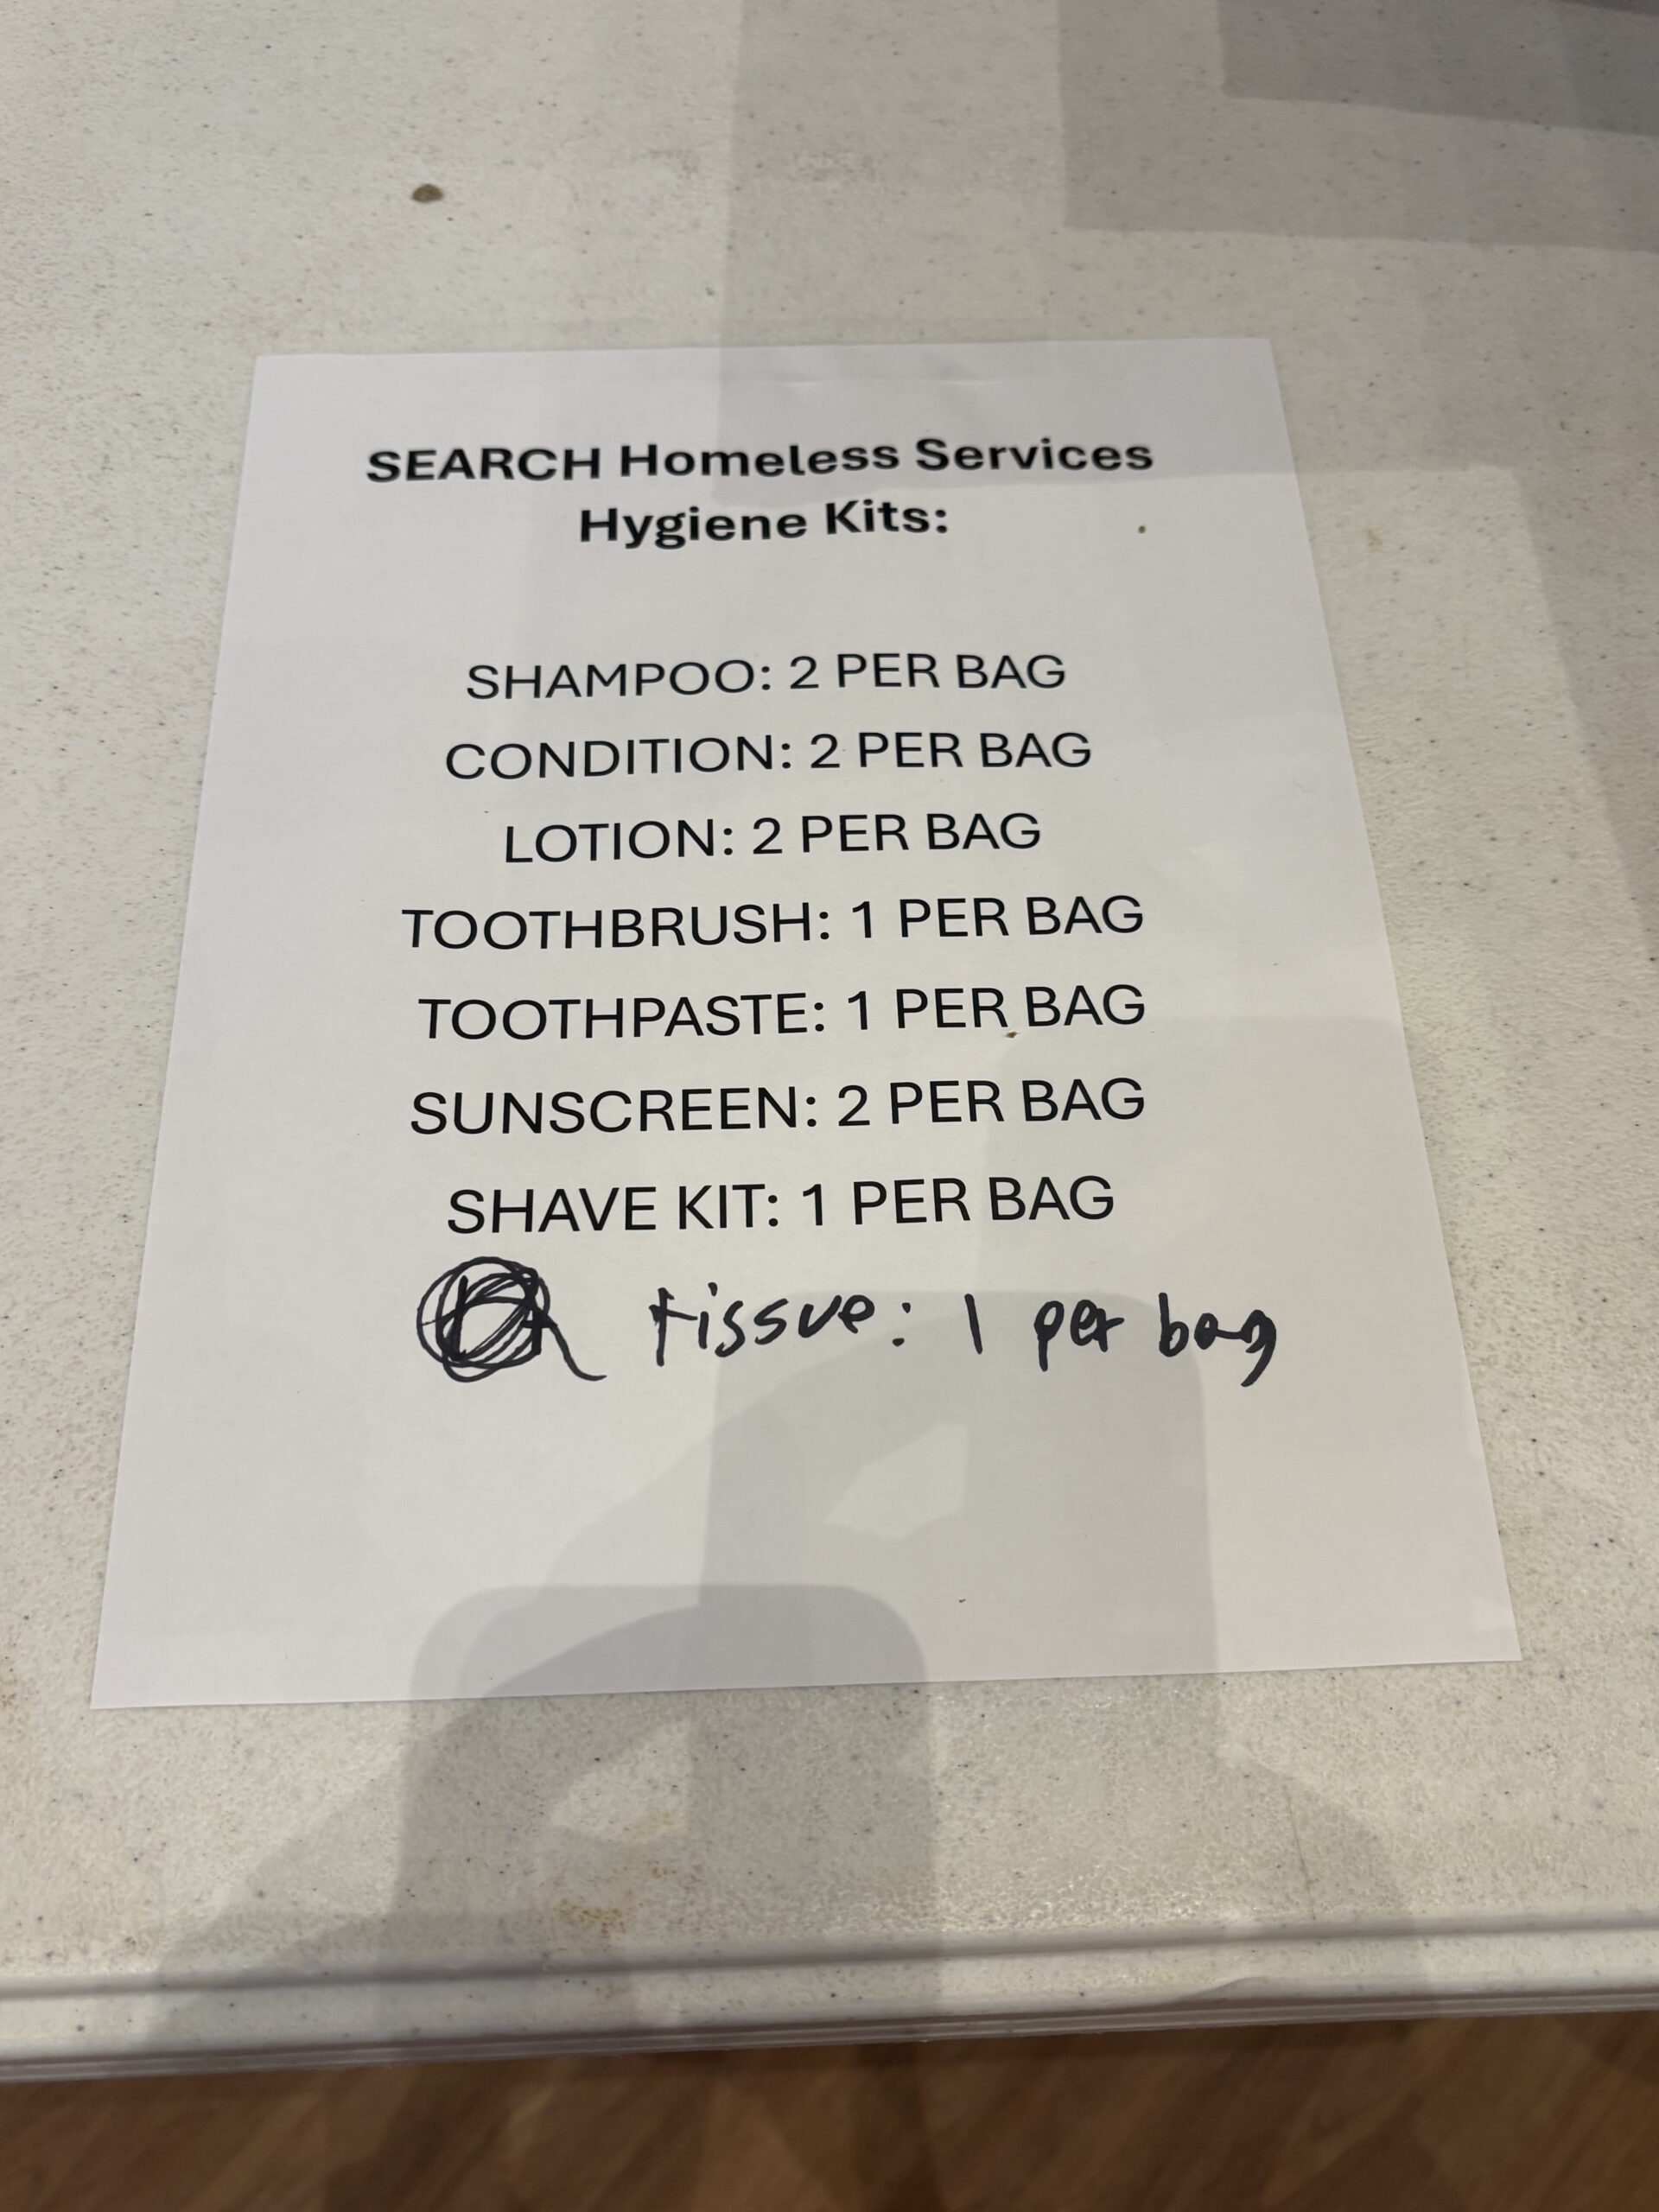 SEARCH Homeless Services
Hygiene Kits:
SHAMPOO: 2 PER BAG
CONDITION: 2 PER BAG
LOTION: 2 PER BAG
TOOTHBRUSH: 1 PER BAG
TOOTHPASTE: 1 PER BAG
SUNSCREEN: 2 PER BAG
SHAVE KIT: 1 PER BAG
tissue: 1 per bag